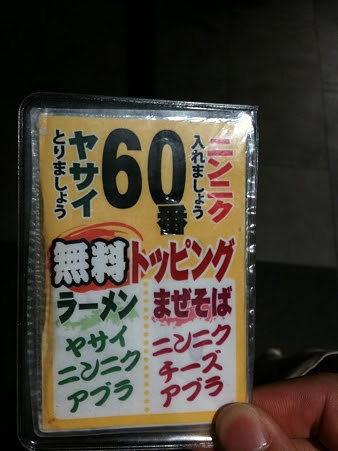 ニンニク
入れましょう
60番
ヤサイ
とりましょう
無料トッピング
ラーメン
ヤサイ
ニンニク
アブラ
まぜそば
ニンニク
チーズ
アブラ